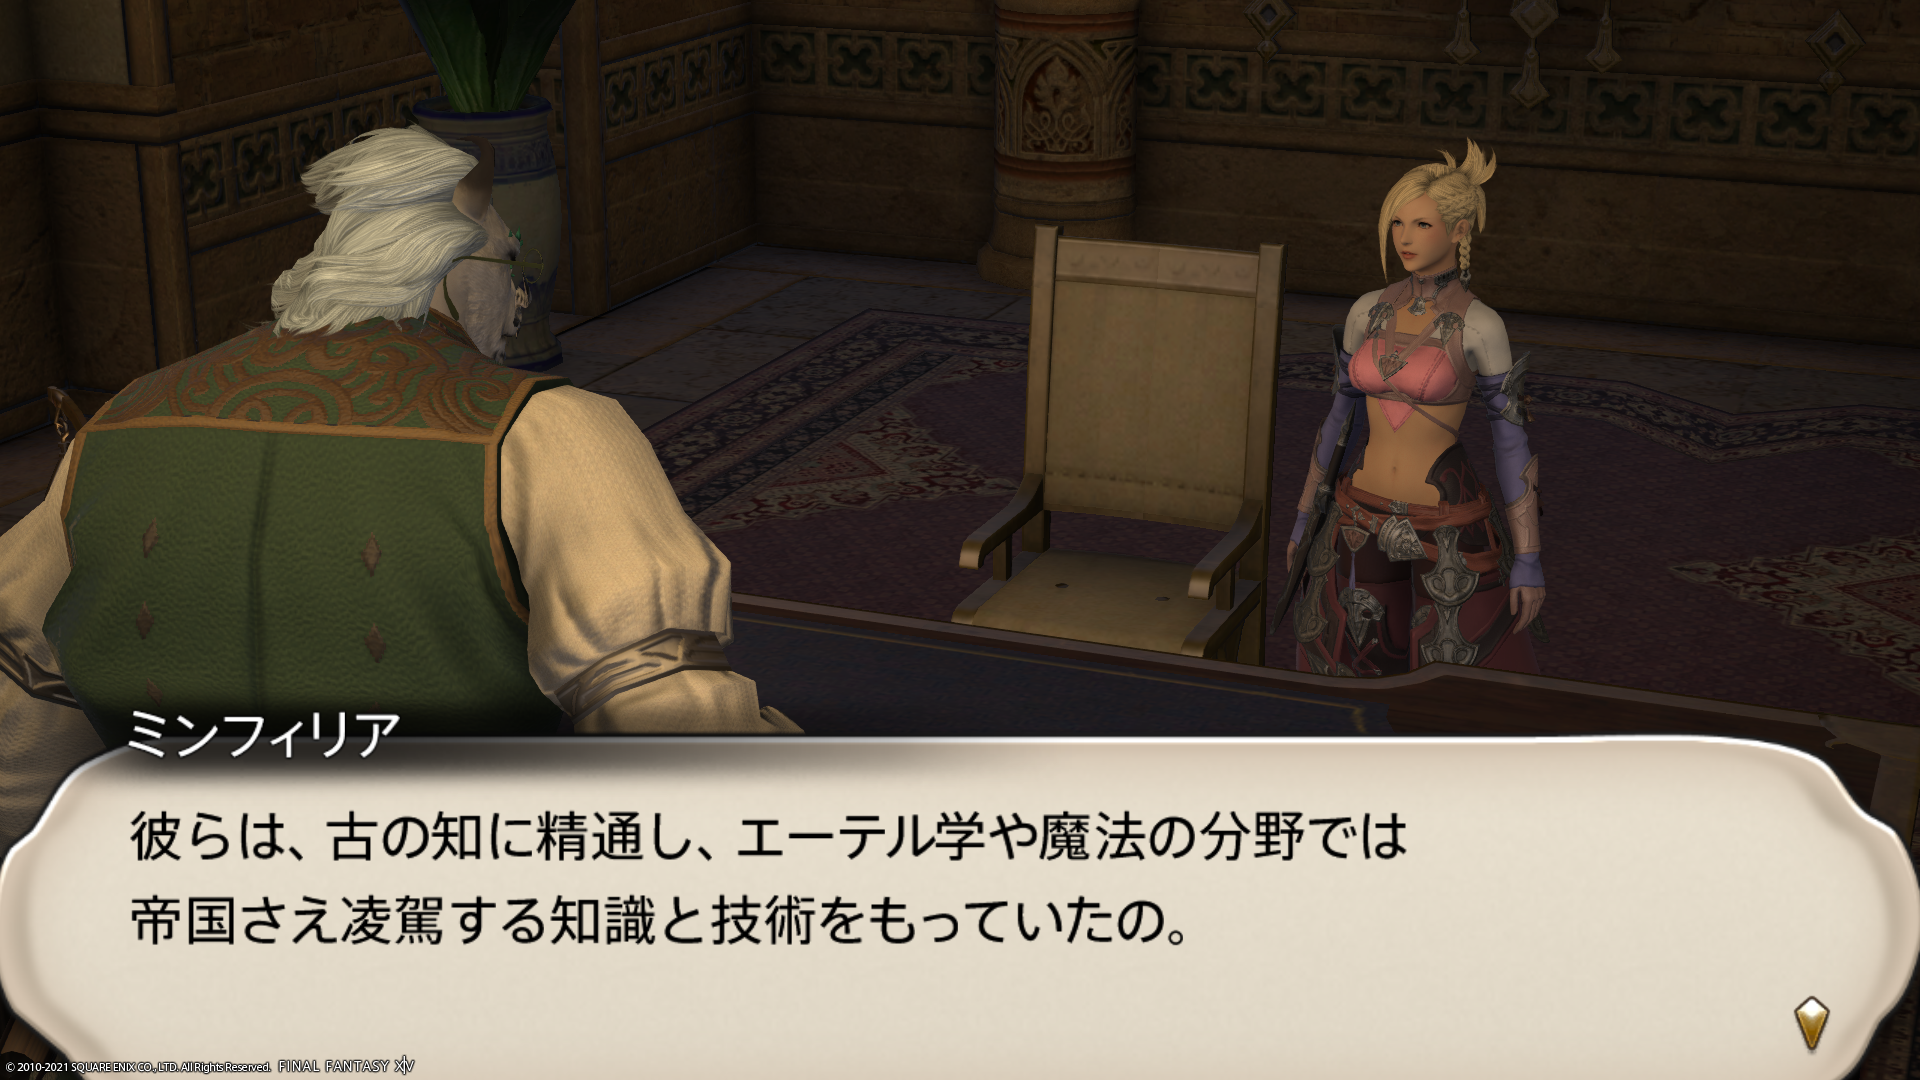 ミンフィリア
彼らは、古の知に精通し、エーテル学や魔法の分野では
帝国さえ凌駕する知識と技術をもっていたの。
© 2010-2021 SQUARE ENIX CO., LTD. All Rights Reserved. FINAL FANTASY XIV